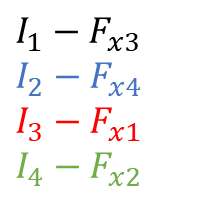 I₁ − Fₓ₃
I₂ − Fₓ₄
I₃ − Fₓ₁
I₄ − Fₓ₂